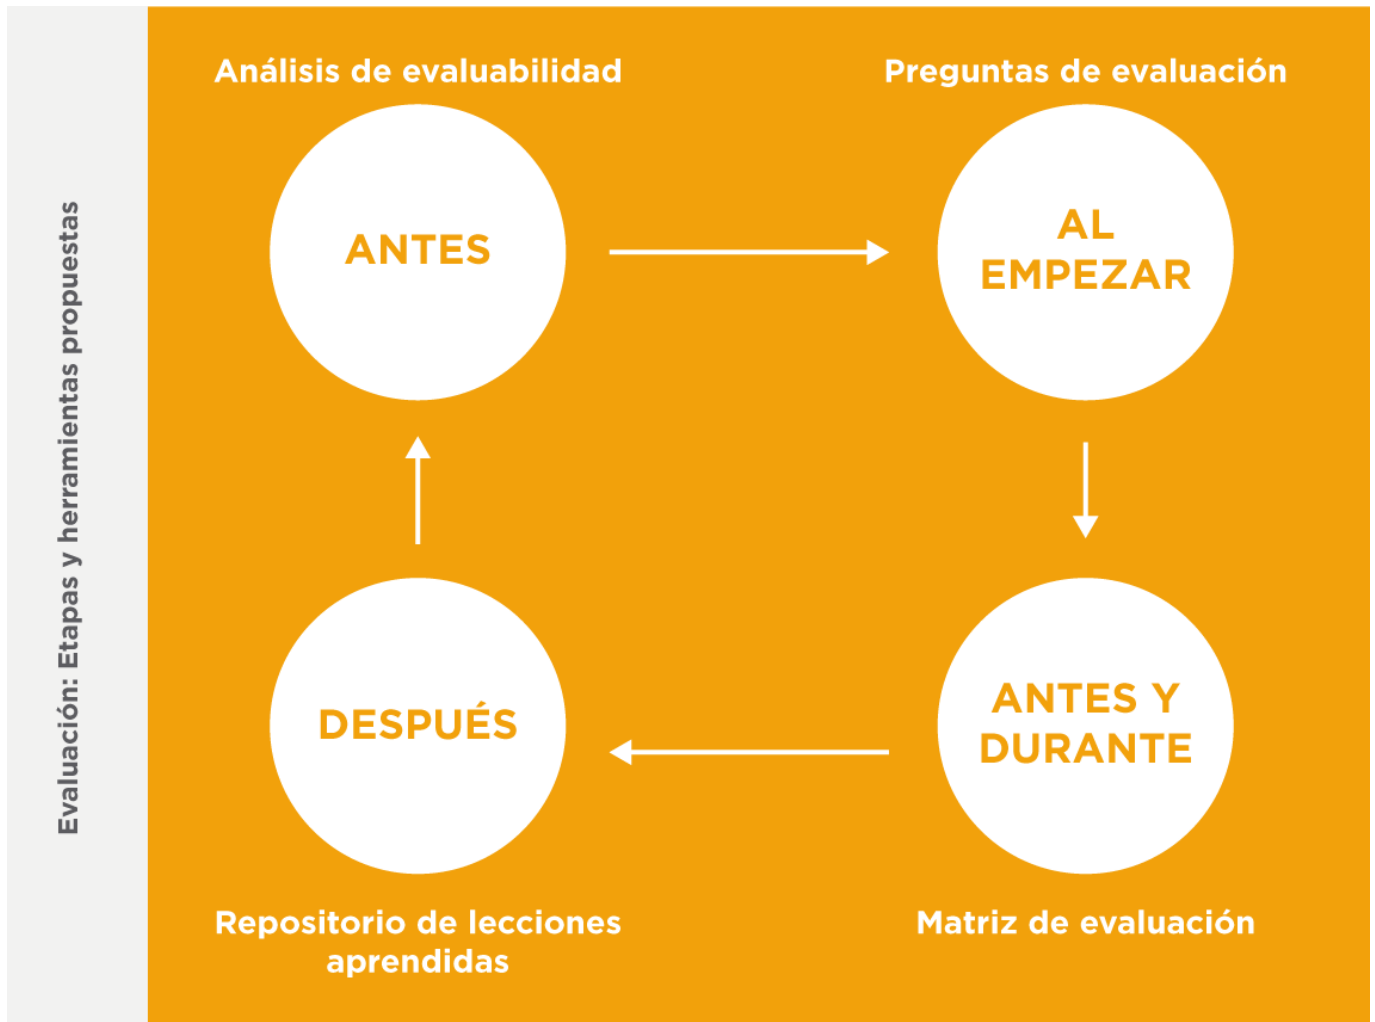 Evaluación: Etapas y herramientas propuestas
Análisis de evaluabilidad
ANTES
Preguntas de evaluación
AL
EMPEZAR
ANTES Y
DURANTE
Matriz de evaluación
DESPUÉS
Repositorio de lecciones
aprendidas